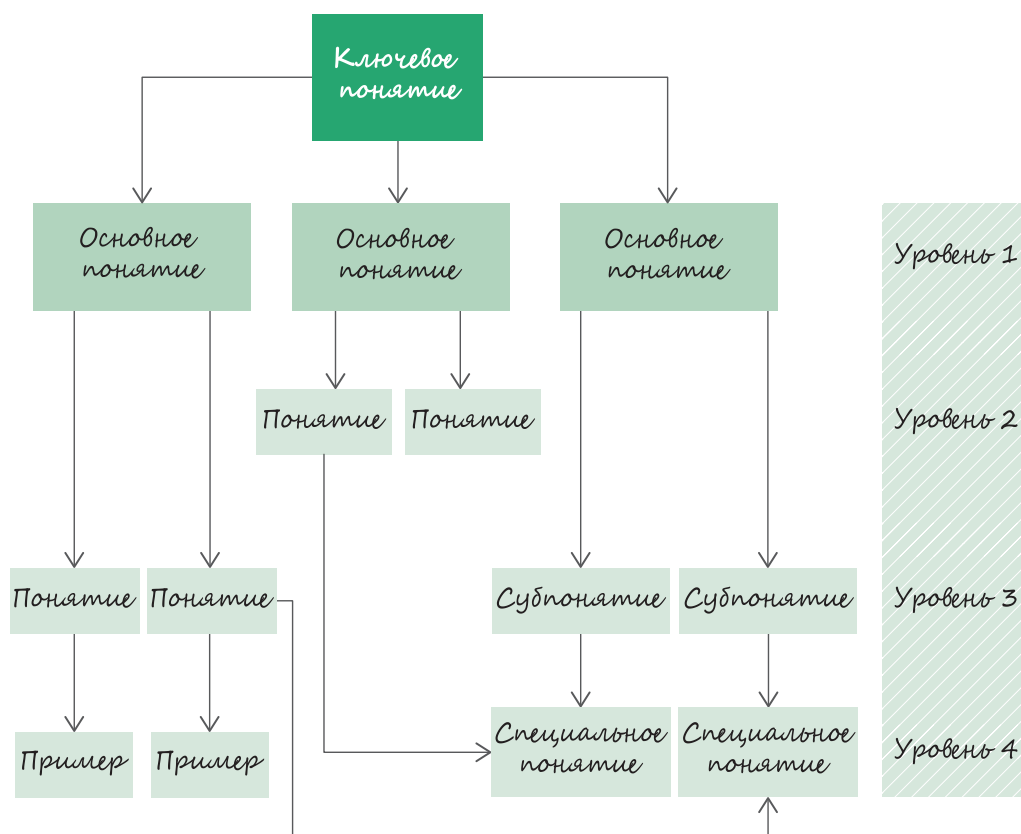 Ключевое
понятие
Основное
понятие
Основное
понятие
Основное
понятие
Уровень 1
Понятие
Понятие
Уровень 2
Понятие
Понятие
Субпонятие
Субпонятие
Уровень 3
Пример
Пример
Специальное
понятие
Специальное
понятие
Уровень 4